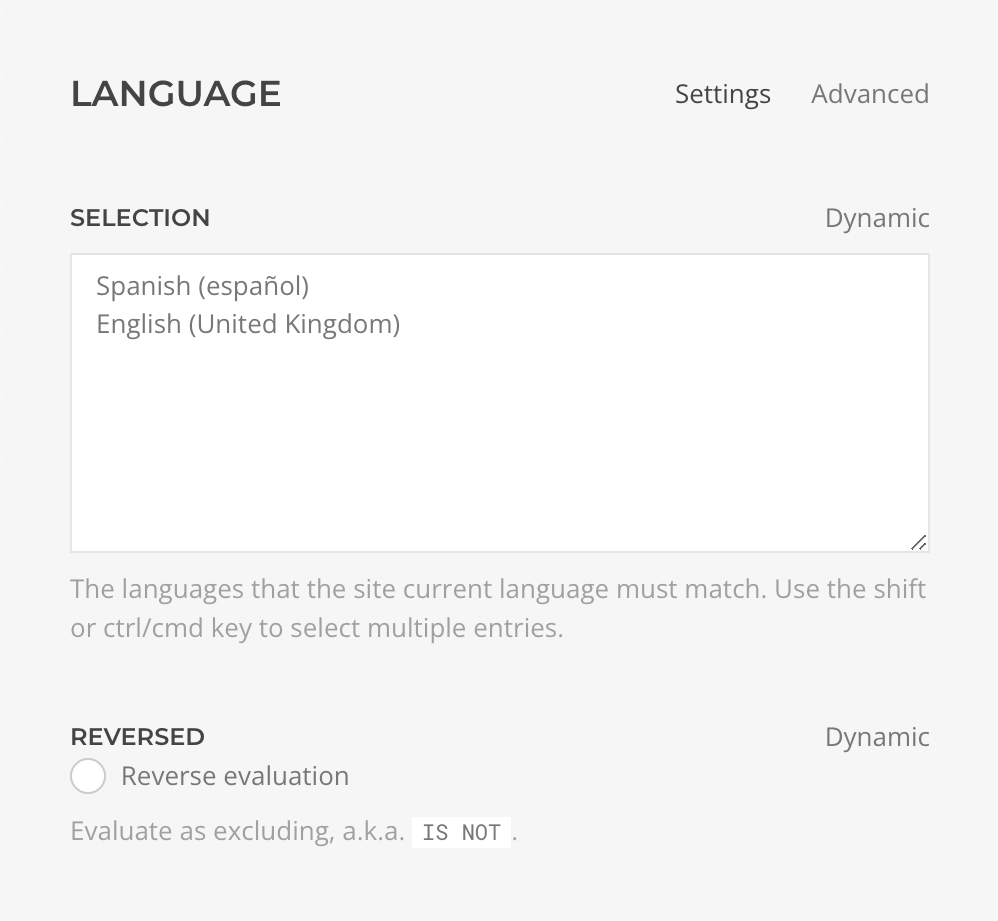 LANGUAGE
Settings Advanced
SELECTION Dynamic
Spanish (español)
English (United Kingdom)
The languages that the site current language must match. Use the shift
or ctrl/cmd key to select multiple entries.
REVERSED Dynamic
Reverse evaluation
Evaluate as excluding, a.k.a. IS NOT.